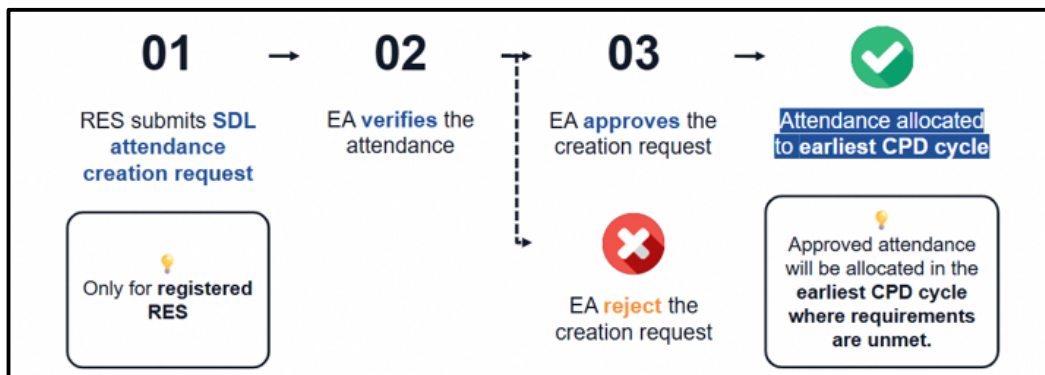 01
02
03
RES submits SDL
attendance
creation request
EA verifies the
attendance
EA approves the
creation request
Attendance allocated
to earliest CPD cycle
Only for registered
RES
EA reject the
creation request
Approved attendance
will be allocated in the
earliest CPD cycle
where requirements
are unmet.